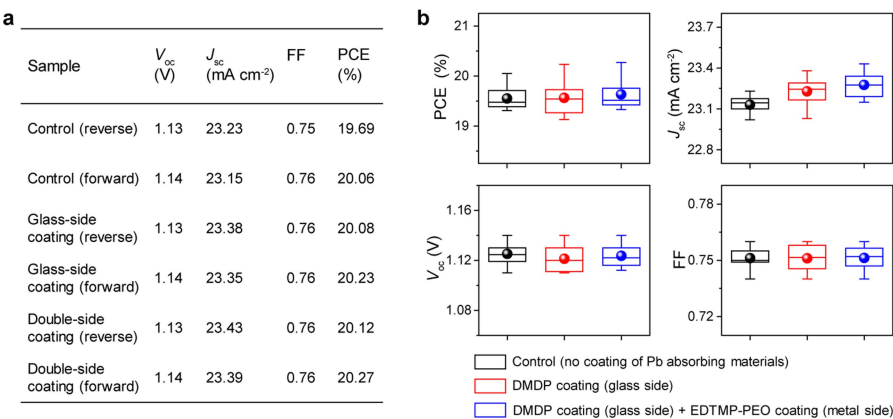 a
Sample
Voc (V)
Jsc (mA cm-2)
FF
PCE (%)
Control (reverse) 1.13 23.23 0.75 19.69
Control (forward) 1.14 23.15 0.76 20.06
Glass-side
coating (reverse) 1.13 23.38 0.76 20.08
Glass-side
coating (forward) 1.14 23.35 0.76 20.23
Double-side
coating (reverse) 1.13 23.43 0.76 20.12
Double-side
coating (forward) 1.14 23.39 0.76 20.27
b
PCE (%)
20.9
20.2
19.5
Jsc (mA cm-2)
23.7
23.4
23.1
22.8
Voc (V)
1.16
1.12
1.08
FF
0.78
0.75
0.72
Control (no coating of Pb absorbing materials)
DMDP coating (glass side)
DMDP coating (glass side) + EDTMP-PEO coating (metal side)